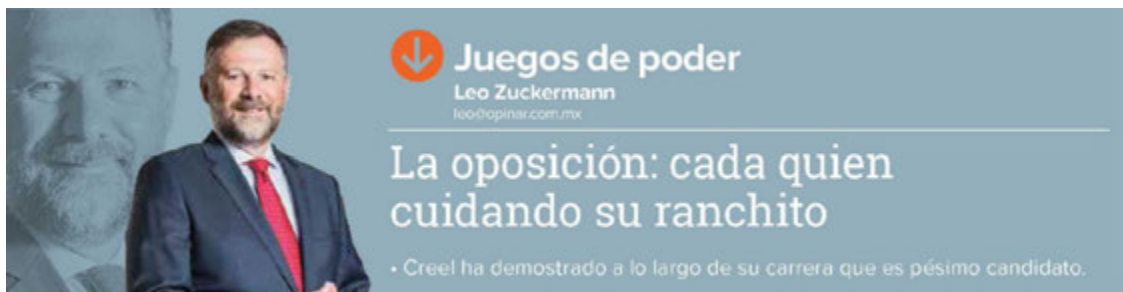 Juegos de poder
Leo Zuckermann
leo@opinar.com.mx
La oposición: cada quien
cuidando su ranchito
• Creel ha demostrado a lo largo de su carrera que es pésimo candidato.